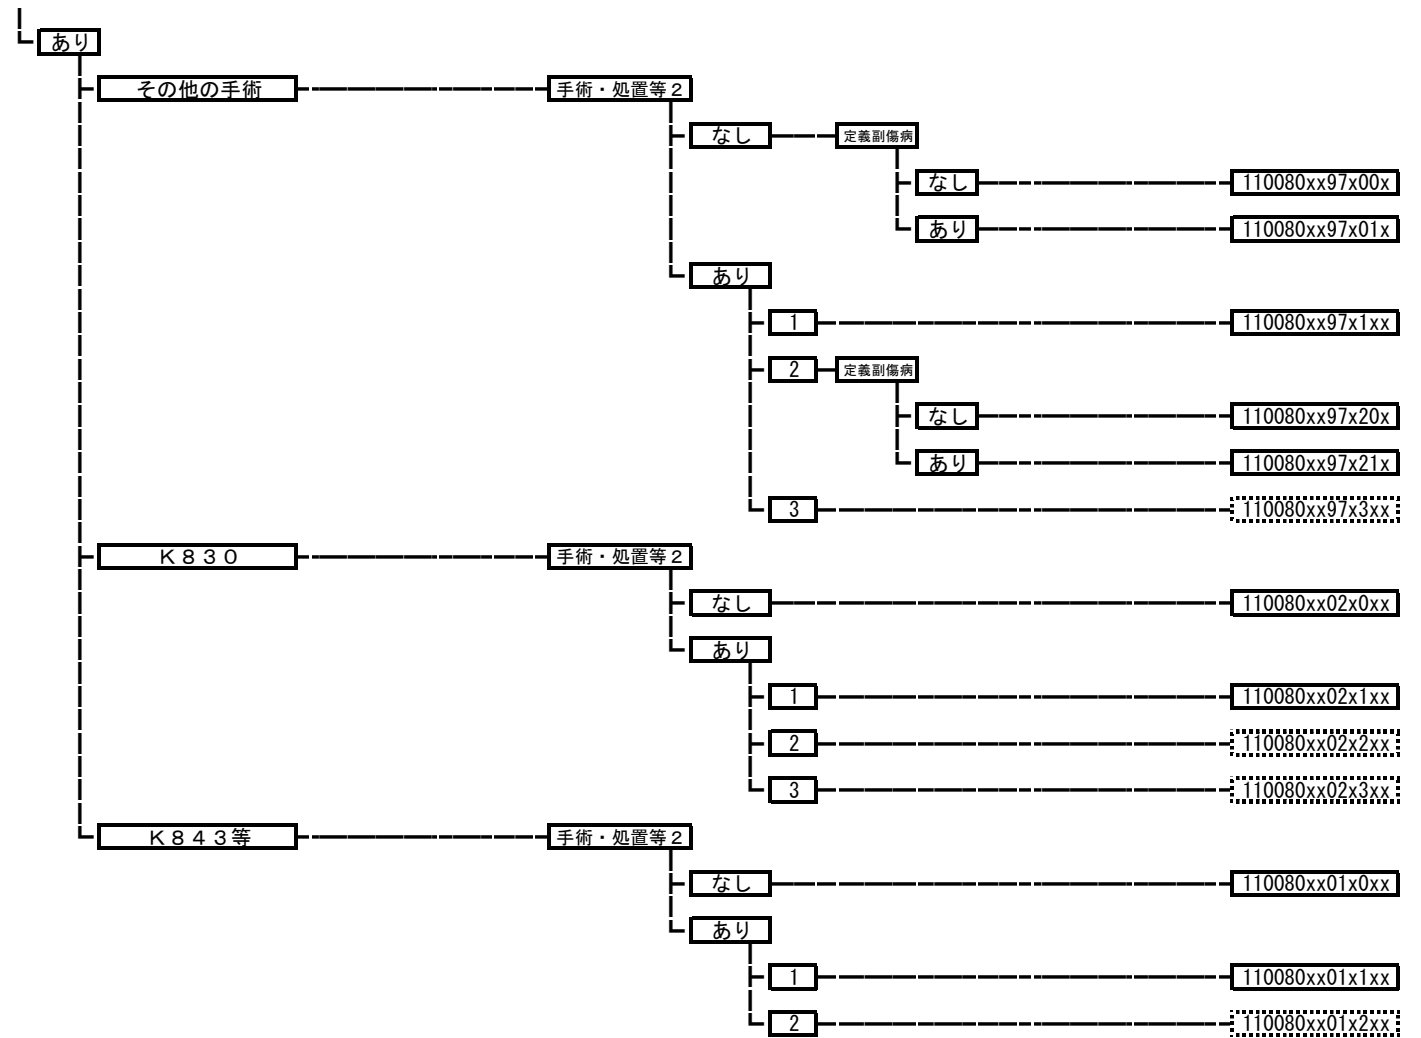 あり
その他の手術 手術・処置等2
なし 定義副傷病
なし 110080xx97x00x
あり 110080xx97x01x
あり
1 110080xx97x1xx
2 定義副傷病
なし 110080xx97x20x
あり 110080xx97x21x
3 110080xx97x3xx
K830 手術・処置等2
なし 110080xx02x0xx
あり
1 110080xx02x1xx
2 110080xx02x2xx
3 110080xx02x3xx
K843等 手術・処置等2
なし 110080xx01x0xx
あり
1 110080xx01x1xx
2 110080xx01x2xx